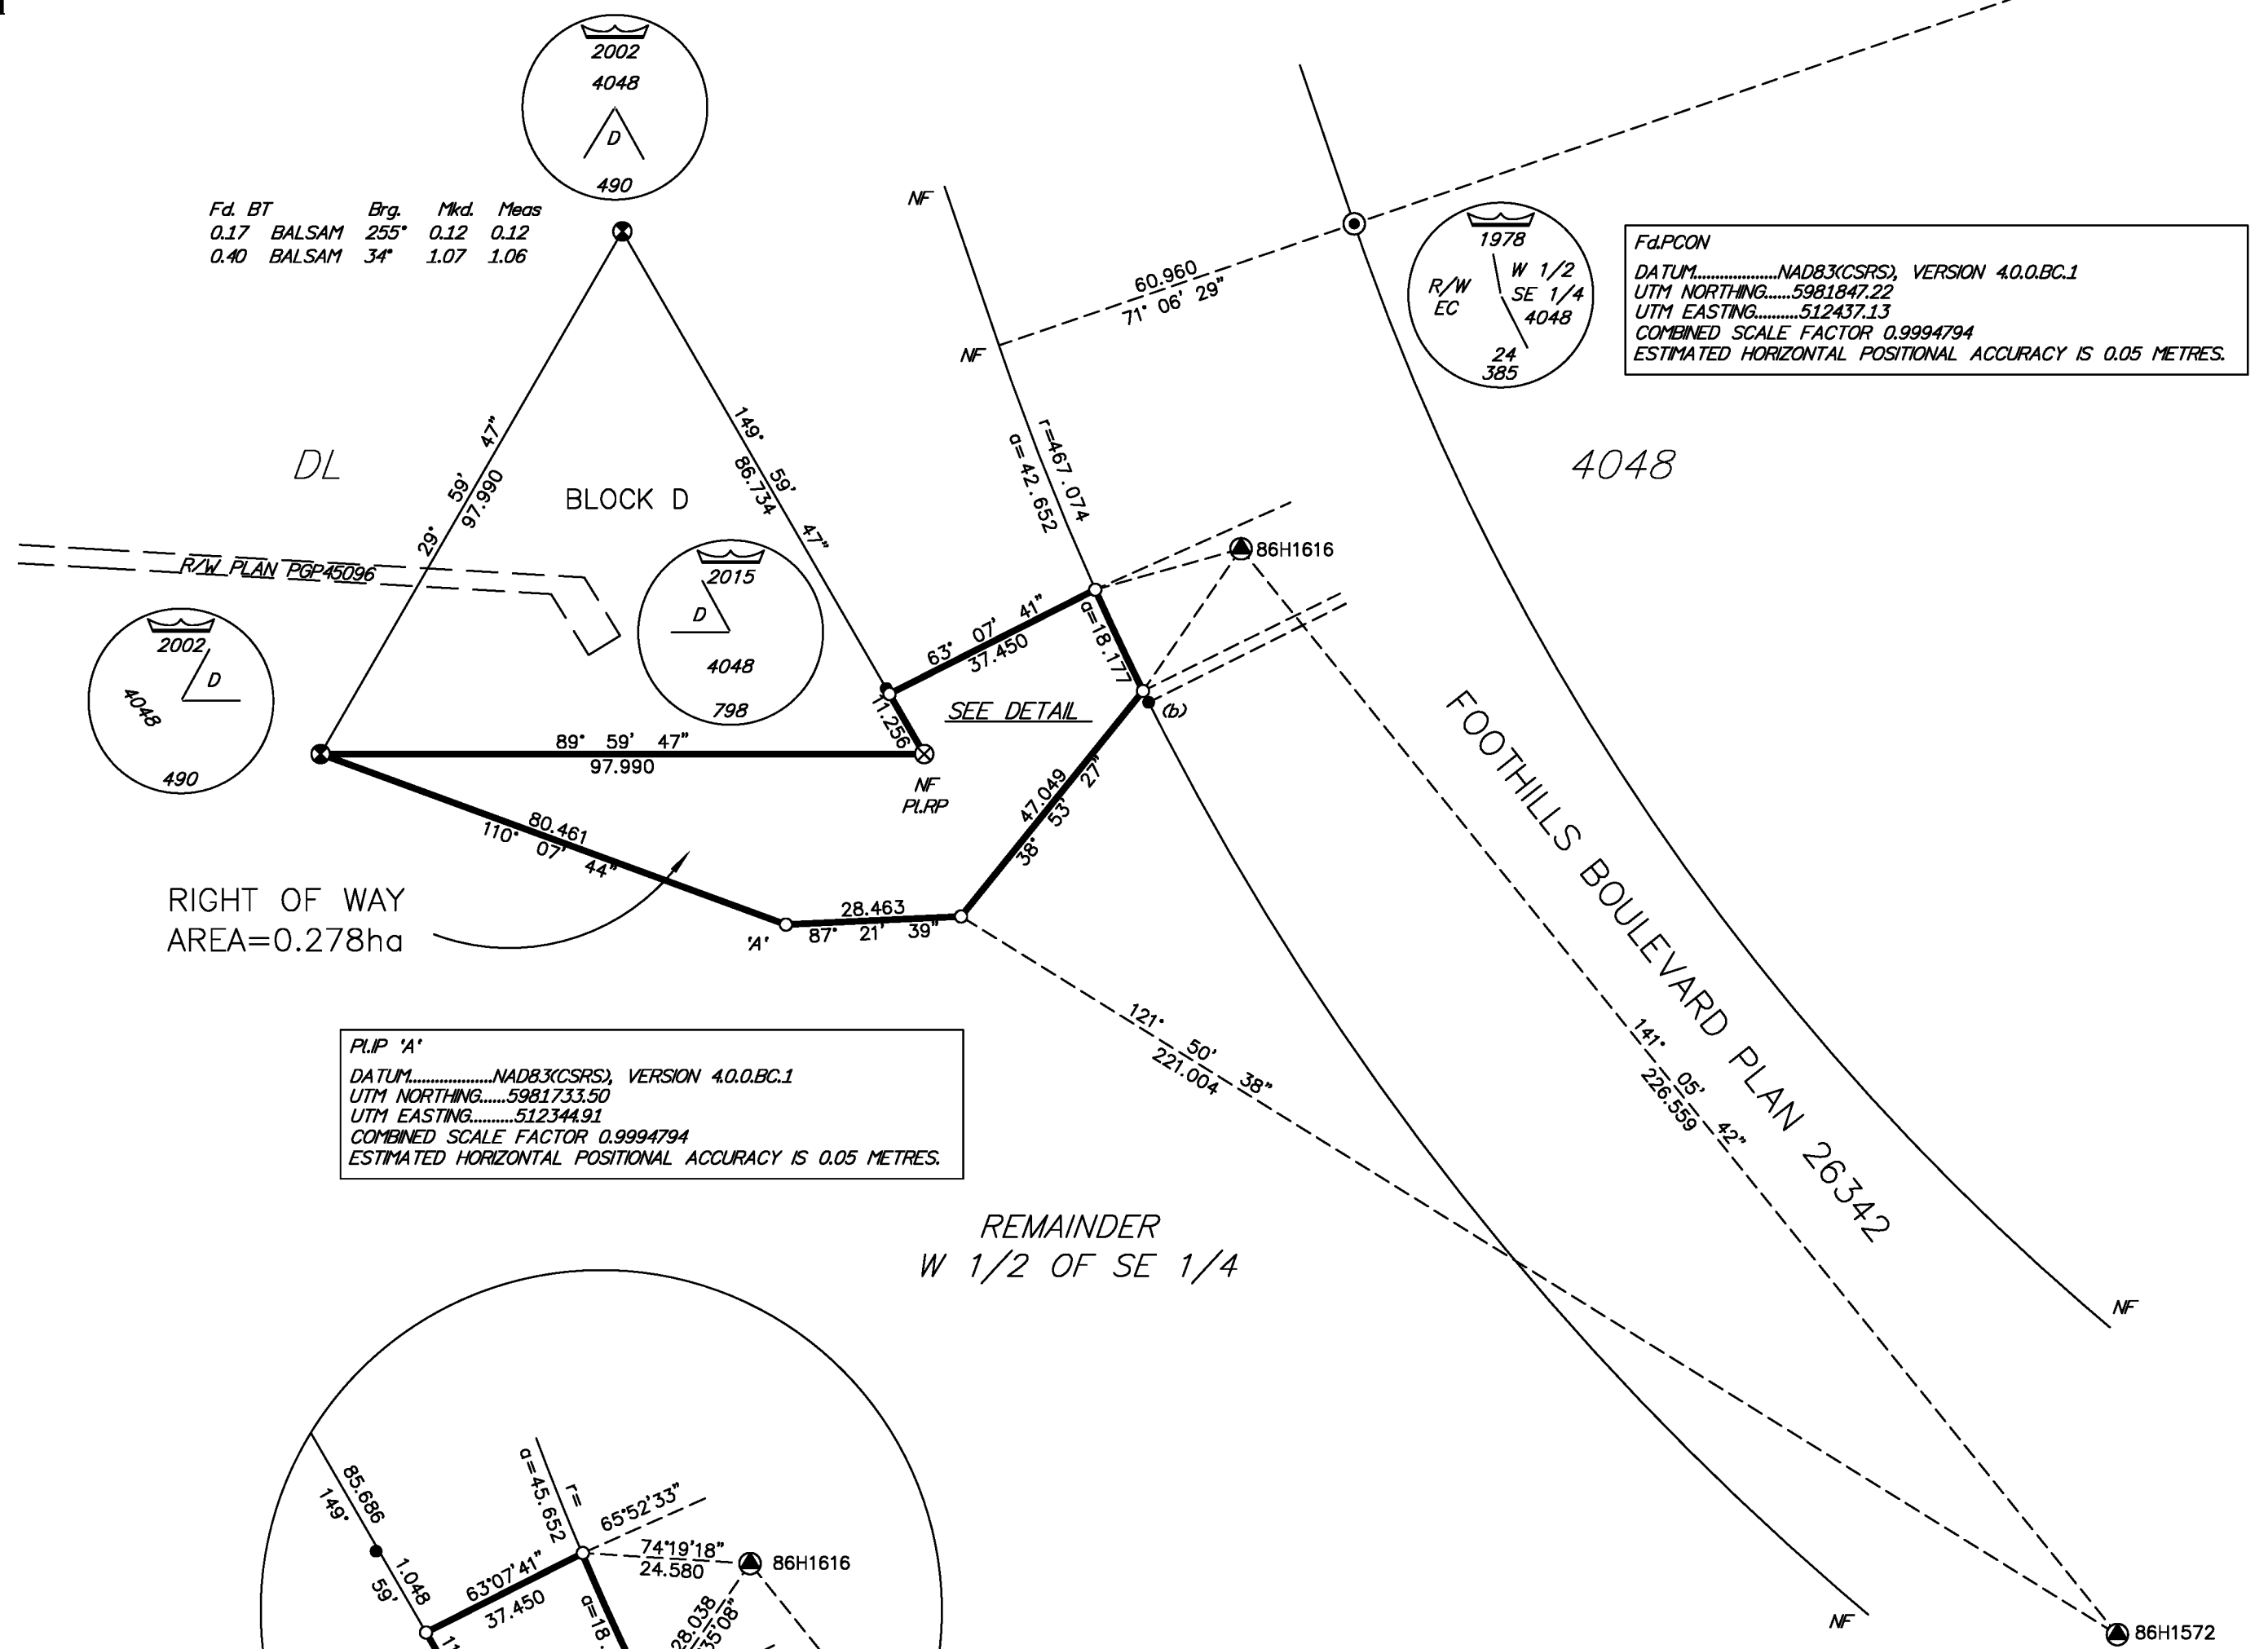 2002
4048
D
490
Fd. BT Brg. Mkd. Meas
0.17 BALSAM 255° 0.12 0.12
0.40 BALSAM 34° 1.07 1.06
NF
NF
60.960
71° 06' 29"
1978
W 1/2
R/W SE 1/4
EC 4048
24
385
Fd.PCON
DATUM....................NAD83(CSRS), VERSION 4.0.0.BC.1
UTM NORTHING......5981847.22
UTM EASTING..........512437.13
COMBINED SCALE FACTOR 0.9994794
ESTIMATED HORIZONTAL POSITIONAL ACCURACY IS 0.05 METRES.
29° 59' 47"
97.990
149° 59' 47"
86.734
r=467.074
a=42.652
DL
BLOCK D
4048
R/W PLAN PGP45096
2015
D
4048
798
2002
D
4048
490
86H1616
63° 07' 41"
37.450
a=18.177
11.256
SEE DETAIL
(b)
89° 59' 47"
97.990
NF
Pl.RP
47.049
38° 53' 27"
80.461
110° 07' 44"
28.463
87° 21' 39"
'A'
RIGHT OF WAY
AREA=0.278ha
FOOTHILLS BOULEVARD PLAN 26342
121° 50' 38"
221.004
141° 05' 42"
226.559
Pl.IP 'A'
DATUM....................NAD83(CSRS), VERSION 4.0.0.BC.1
UTM NORTHING......5981733.50
UTM EASTING..........512344.91
COMBINED SCALE FACTOR 0.9994794
ESTIMATED HORIZONTAL POSITIONAL ACCURACY IS 0.05 METRES.
REMAINDER
W 1/2 OF SE 1/4
NF
NF
86H1572
85.686
149°
1.048
59'
a=45.652
r=
65°52'33"
74°19'18"
24.580
86H1616
63°07'41"
37.450
a=18.
28.038
35'08"
11